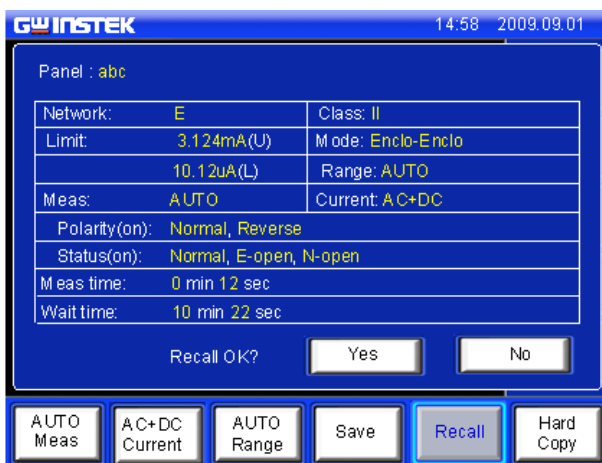 GWINSTEK 14:58 2009.09.01
Panel : abc
Network: E Class: II
Limit: 3.124mA(U) Mode: Enclo-Enclo
10.12uA(L) Range: AUTO
Meas: AUTO Current: AC+DC
Polarity(on): Normal, Reverse
Status(on): Normal, E-open, N-open
Meas time: 0 min 12 sec
Wait time: 10 min 22 sec
Recall OK? Yes No
AUTO Meas AC+DC Current AUTO Range Save Recall Hard Copy